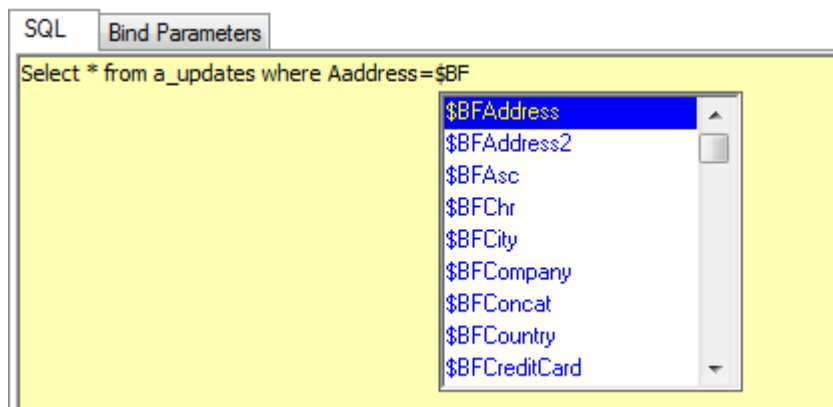 SQL
Bind Parameters
Select * from a_updates where Aaddress=$BF
$BFAddress
$BFAddress2
$BFAsc
$BFChr
$BFCity
$BFCompany
$BFConcat
$BFCountry
$BFCreditCard